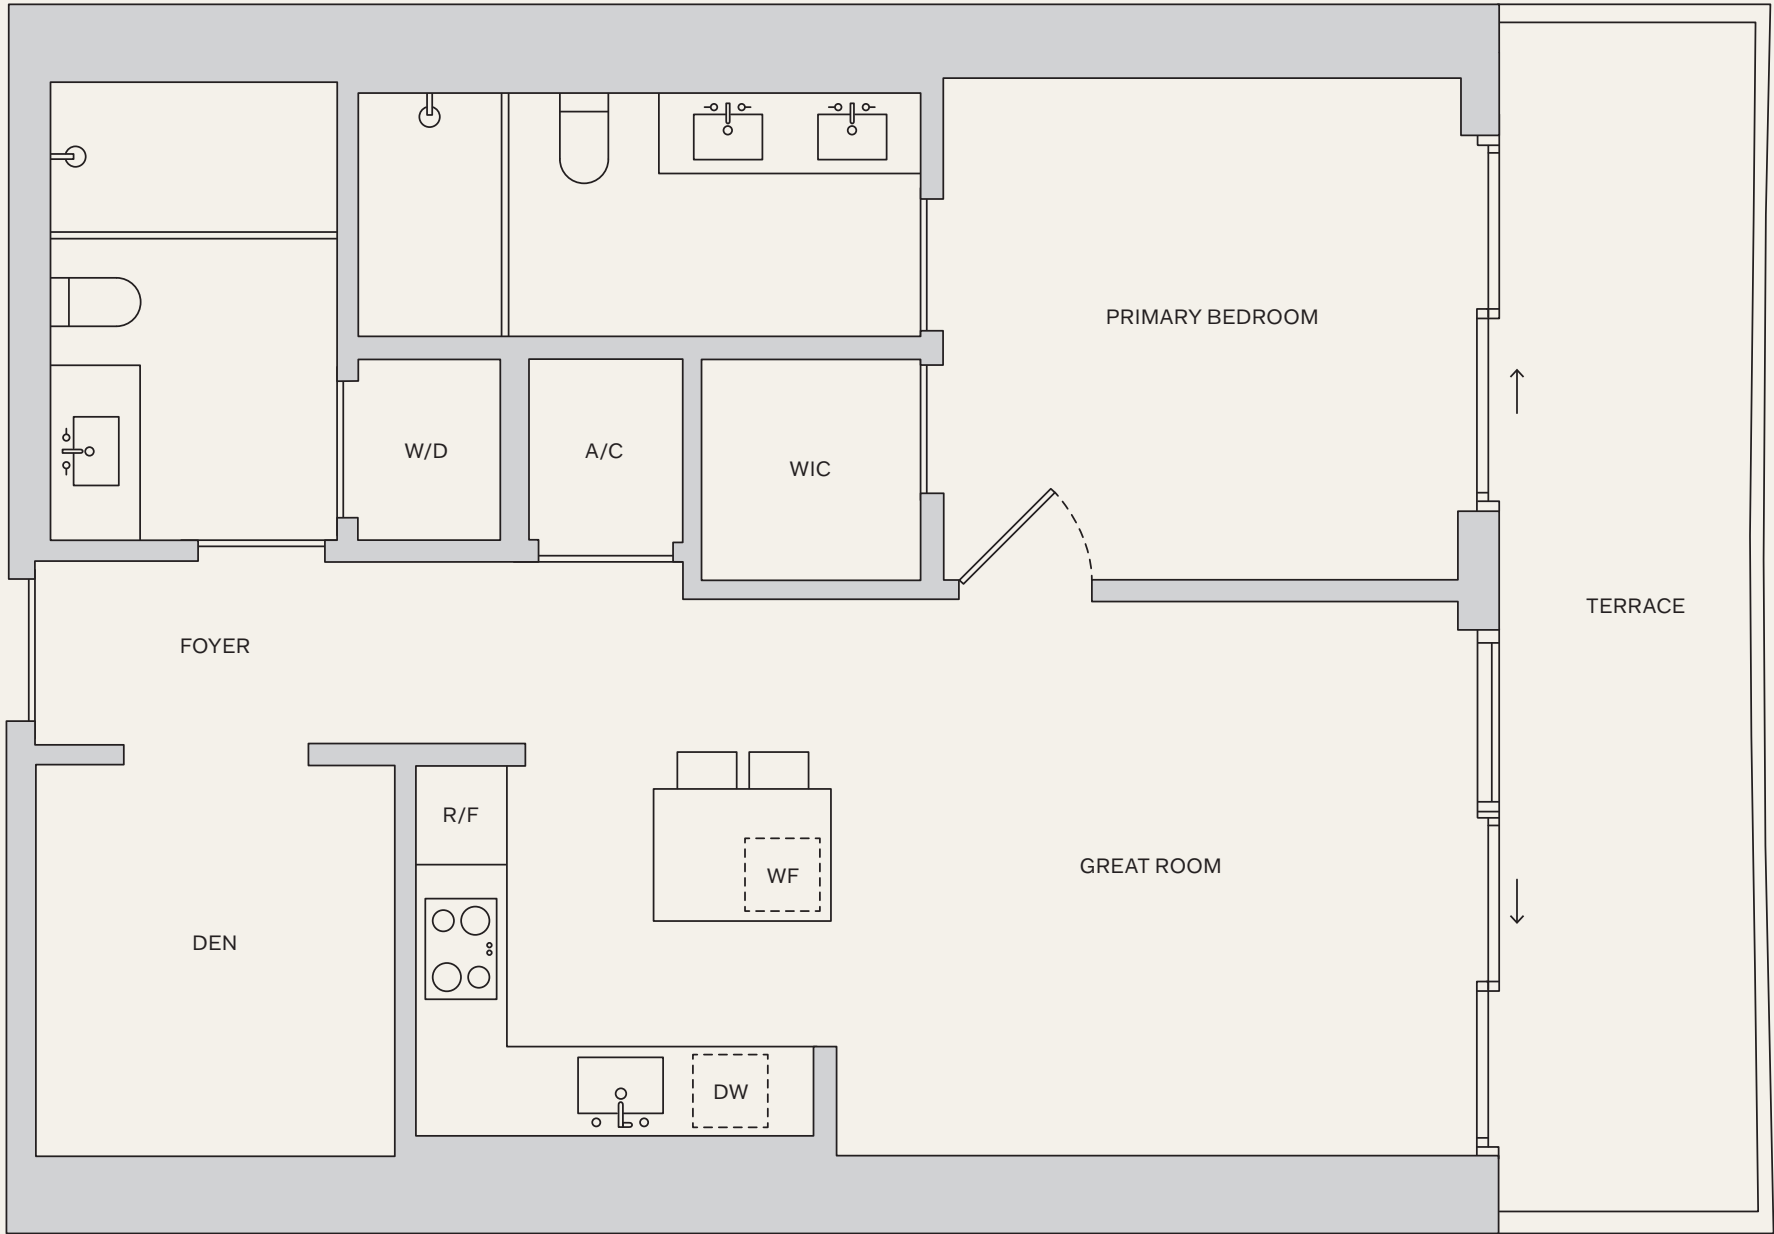 PRIMARY BEDROOM
W/D
A/C
WIC
TERRACE
FOYER
R/F
WF
GREAT ROOM
DEN
DW